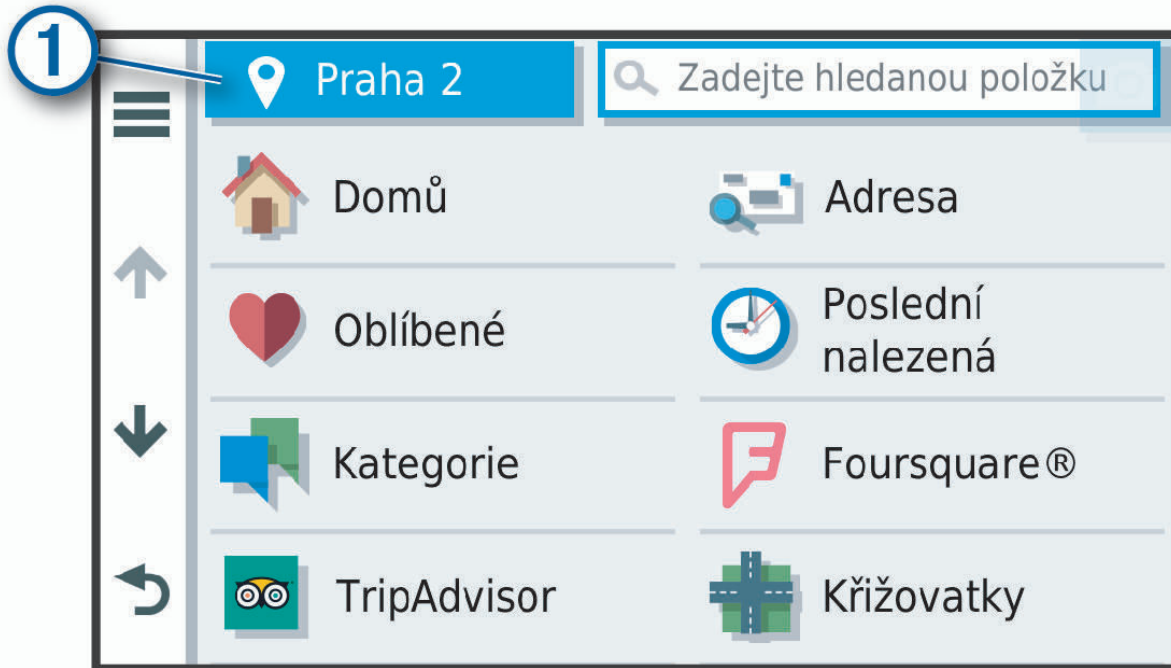 1
Praha 2
Zadejte hledanou položku
Domů
Adresa
Oblíbené
Poslední
nalezená
Kategorie
Foursquare®
TripAdvisor
Křižovatky